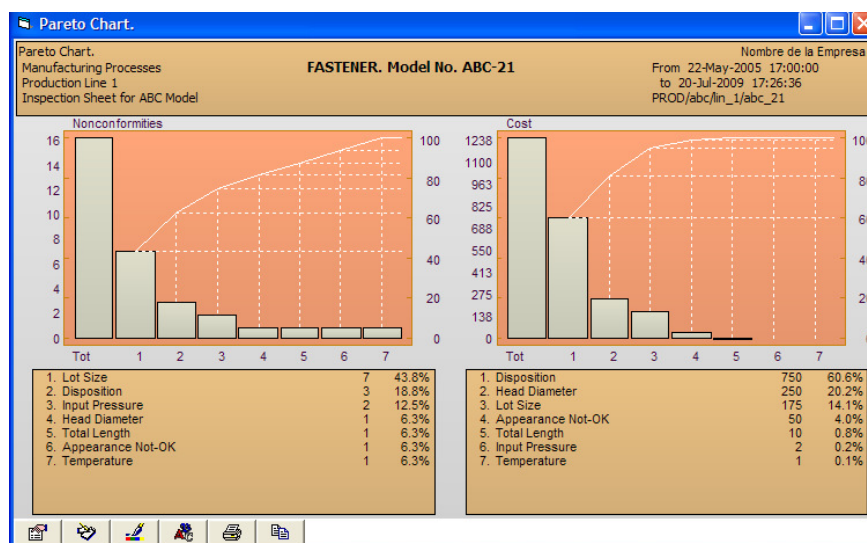 Pareto Chart.
Pareto Chart.
Manufacturing Processes
Production Line 1
Inspection Sheet for ABC Model
FASTENER. Model No. ABC-21
Nombre de la Empresa
From 22-May-2005 17:00:00
to 20-Jul-2009 17:26:36
PROD/abc/lin_1/abc_21
Nonconformities
16
14
12
10
8
6
4
2
0
100
80
60
40
20
0
Tot 1 2 3 4 5 6 7
1. Lot Size 7 43.8%
2. Disposition 3 18.8%
3. Input Pressure 2 12.5%
4. Head Diameter 1 6.3%
5. Total Length 1 6.3%
6. Appearance Not-OK 1 6.3%
7. Temperature 1 6.3%
Cost
1238
1100
963
825
688
550
413
275
138
0
100
80
60
40
20
0
Tot 1 2 3 4 5 6 7
1. Disposition 750 60.6%
2. Head Diameter 250 20.2%
3. Lot Size 175 14.1%
4. Appearance Not-OK 50 4.0%
5. Total Length 10 0.8%
6. Input Pressure 2 0.2%
7. Temperature 1 0.1%